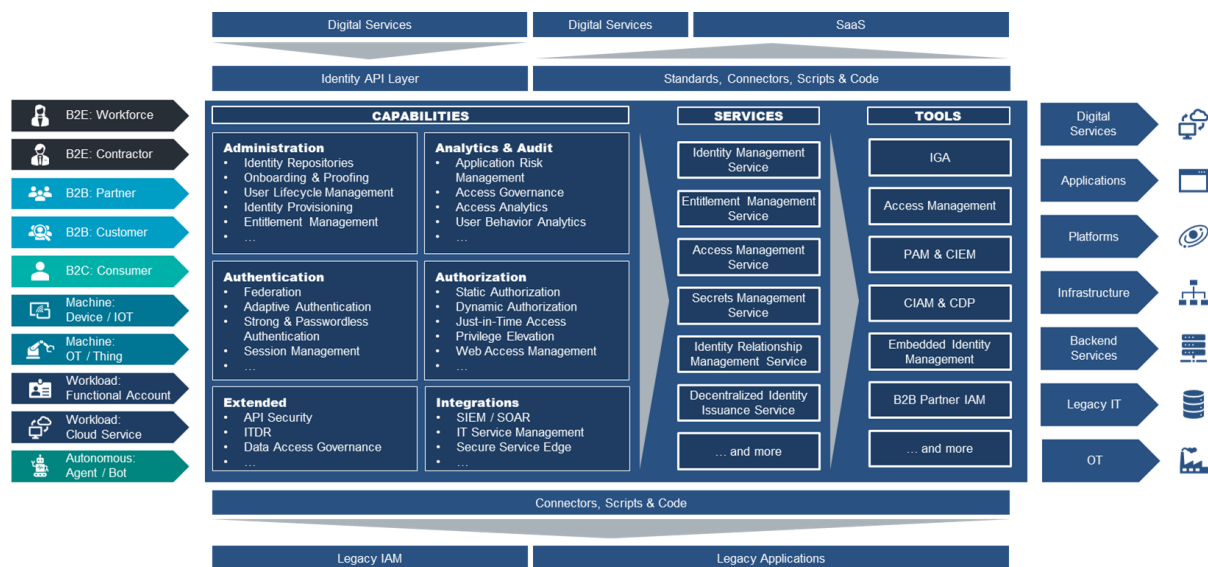 Digital Services
Digital Services
SaaS
Identity API Layer
Standards, Connectors, Scripts & Code
B2E: Workforce
B2E: Contractor
B2B: Partner
B2B: Customer
B2C: Consumer
Machine:
Device / IOT
Machine:
OT / Thing
Workload:
Functional Account
Workload:
Cloud Service
Autonomous:
Agent / Bot
CAPABILITIES
Administration
• Identity Repositories
• Onboarding & Proofing
• User Lifecycle Management
• Identity Provisioning
• Entitlement Management
• ...
Analytics & Audit
• Application Risk
Management
• Access Governance
• Access Analytics
• User Behavior Analytics
• ...
Authentication
• Federation
• Adaptive Authentication
• Strong & Passwordless
Authentication
• Session Management
• ...
Authorization
• Static Authorization
• Dynamic Authorization
• Just-in-Time Access
• Privilege Elevation
• Web Access Management
• ...
Extended
• API Security
• ITDR
• Data Access Governance
• ...
Integrations
• SIEM / SOAR
• IT Service Management
• Secure Service Edge
• ...
SERVICES
Identity Management
Service
Entitlement Management
Service
Access Management
Service
Secrets Management
Service
Identity Relationship
Management Service
Decentralized Identity
Issuance Service
... and more
TOOLS
IGA
Access Management
PAM & CIEM
CIAM & CDP
Embedded Identity
Management
B2B Partner IAM
... and more
Digital
Services
Applications
Platforms
Infrastructure
Backend
Services
Legacy IT
OT
Connectors, Scripts & Code
Legacy IAM
Legacy Applications